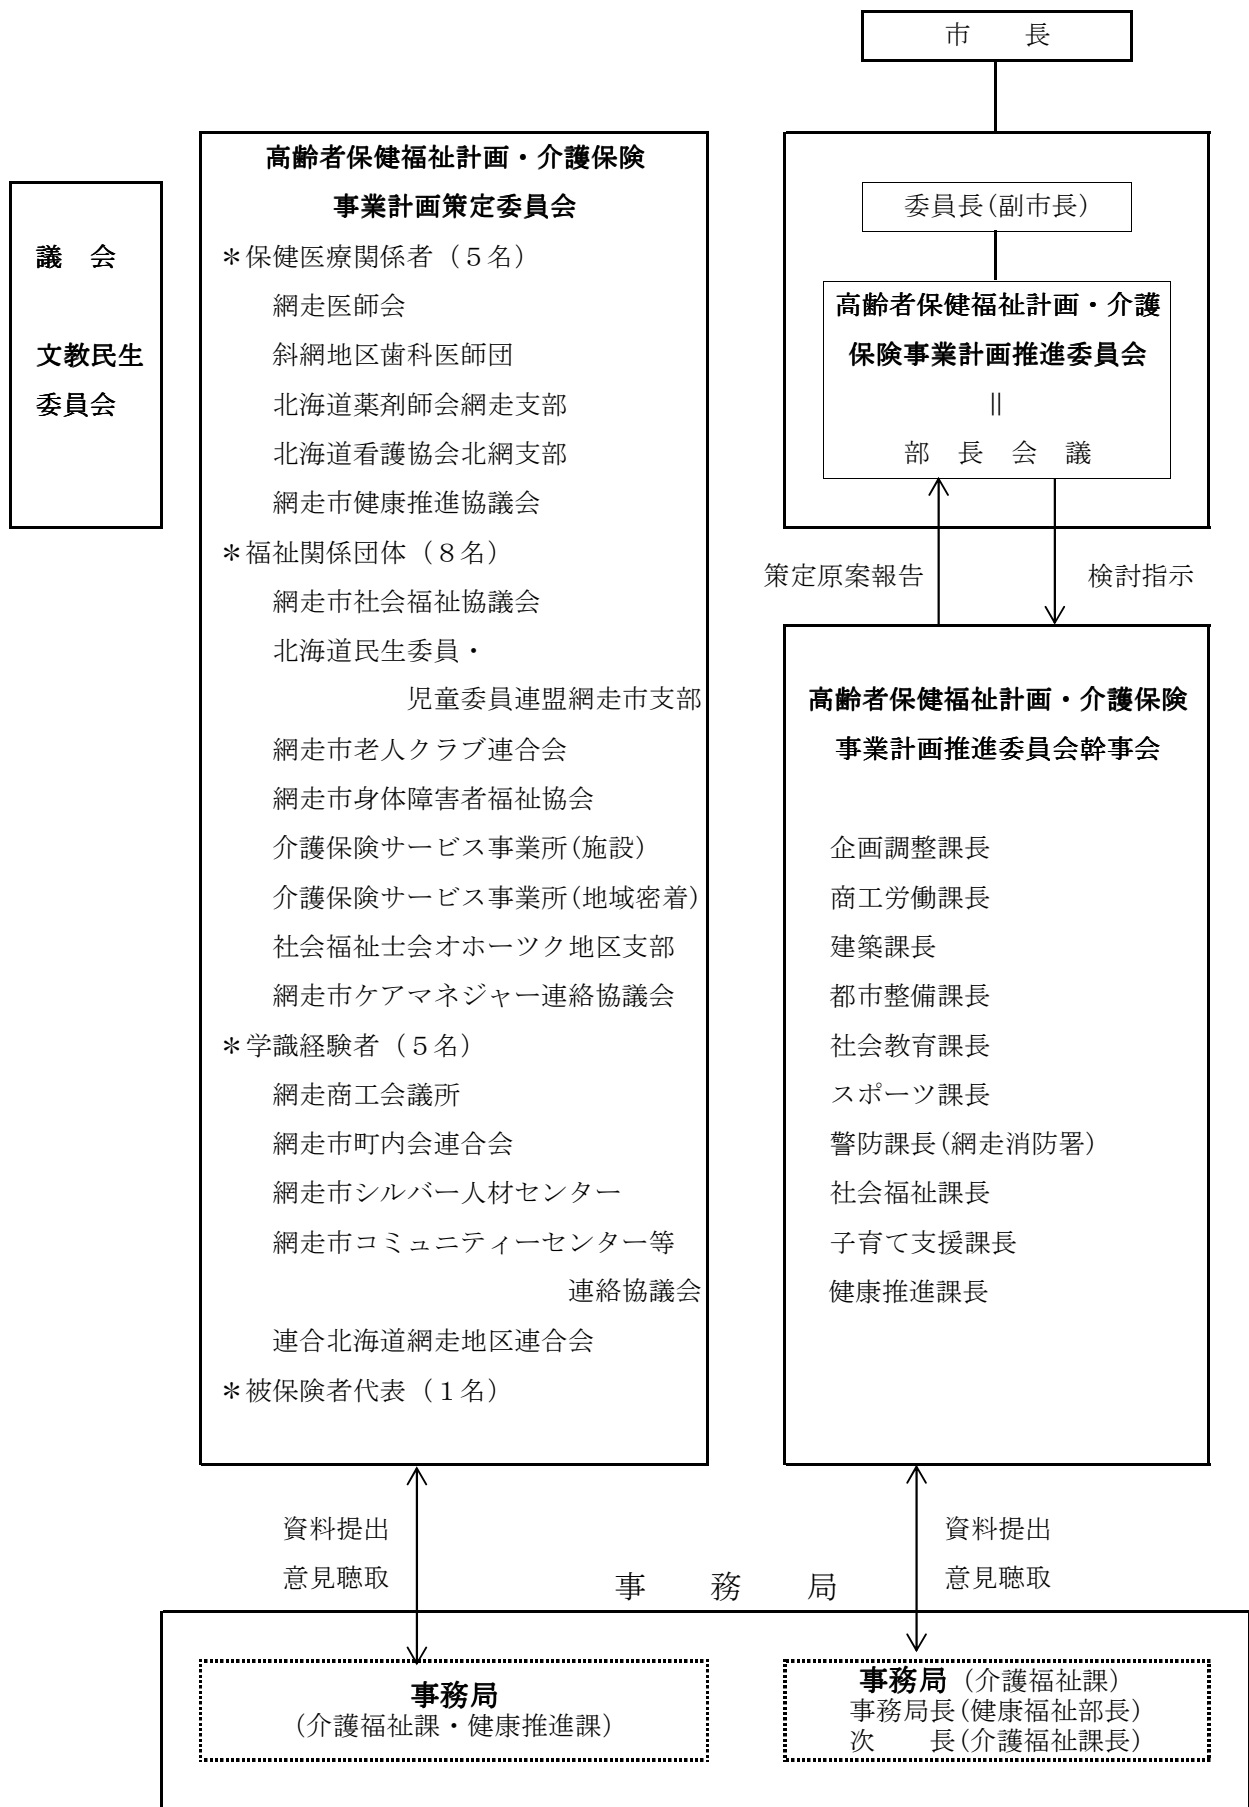 市　　長
議　会
文教民生
委員会
高齢者保健福祉計画・介護保険
事業計画策定委員会
＊保健医療関係者（５名）
網走医師会
斜網地区歯科医師団
北海道薬剤師会網走支部
北海道看護協会北網支部
網走市健康推進協議会
＊福祉関係団体（８名）
網走市社会福祉協議会
北海道民生委員・
児童委員連盟網走市支部
網走市老人クラブ連合会
網走市身体障害者福祉協会
介護保険サービス事業所(施設)
介護保険サービス事業所(地域密着)
社会福祉士会オホーツク地区支部
網走市ケアマネジャー連絡協議会
＊学識経験者（５名）
網走商工会議所
網走市町内会連合会
網走市シルバー人材センター
網走市コミュニティーセンター等
連絡協議会
連合北海道網走地区連合会
＊被保険者代表（１名）
委員長(副市長)
高齢者保健福祉計画・介護
保険事業計画推進委員会
॥
部　長　会　議
策定原案報告
検討指示
高齢者保健福祉計画・介護保険
事業計画推進委員会幹事会
企画調整課長
商工労働課長
建築課長
都市整備課長
社会教育課長
スポーツ課長
警防課長(網走消防署)
社会福祉課長
子育て支援課長
健康推進課長
資料提出
意見聴取
資料提出
意見聴取
事　　務　　局
事務局
（介護福祉課・健康推進課）
事務局（介護福祉課）
事務局長(健康福祉部長)
次　　長(介護福祉課長)